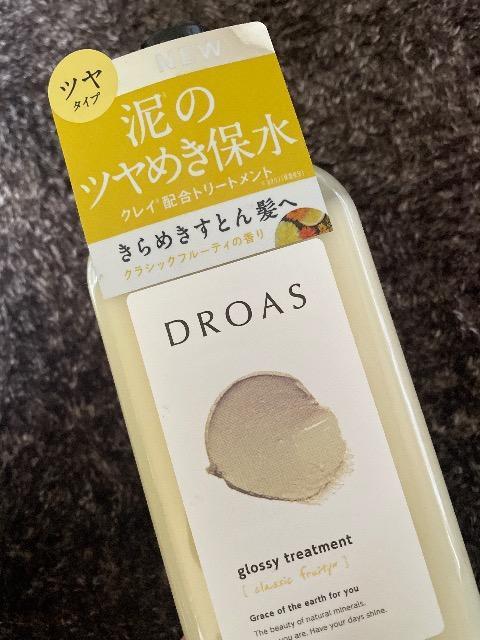 NEW
ツヤ
タイプ
泥の
ツヤめき保水
クレイ*配合トリートメント
きらめきすとん髪へ
クラシックフルーティの香り
DROAS
glossy treatment
[ classic fruity ]
Grace of the earth for you
The beauty of natural minerals.
you are. Have your days shine.